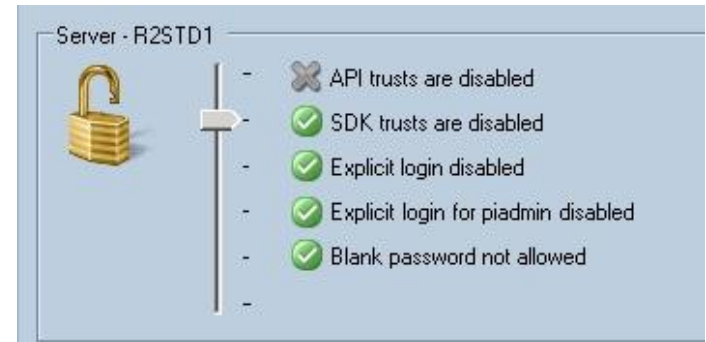 Server - R2STD1
API trusts are disabled
SDK trusts are disabled
Explicit login disabled
Explicit login for piadmin disabled
Blank password not allowed